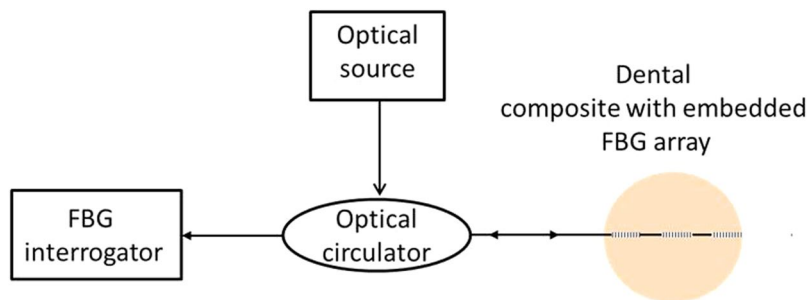 Optical
source
Dental
composite with embedded
FBG array
FBG
interrogator
Optical
circulator